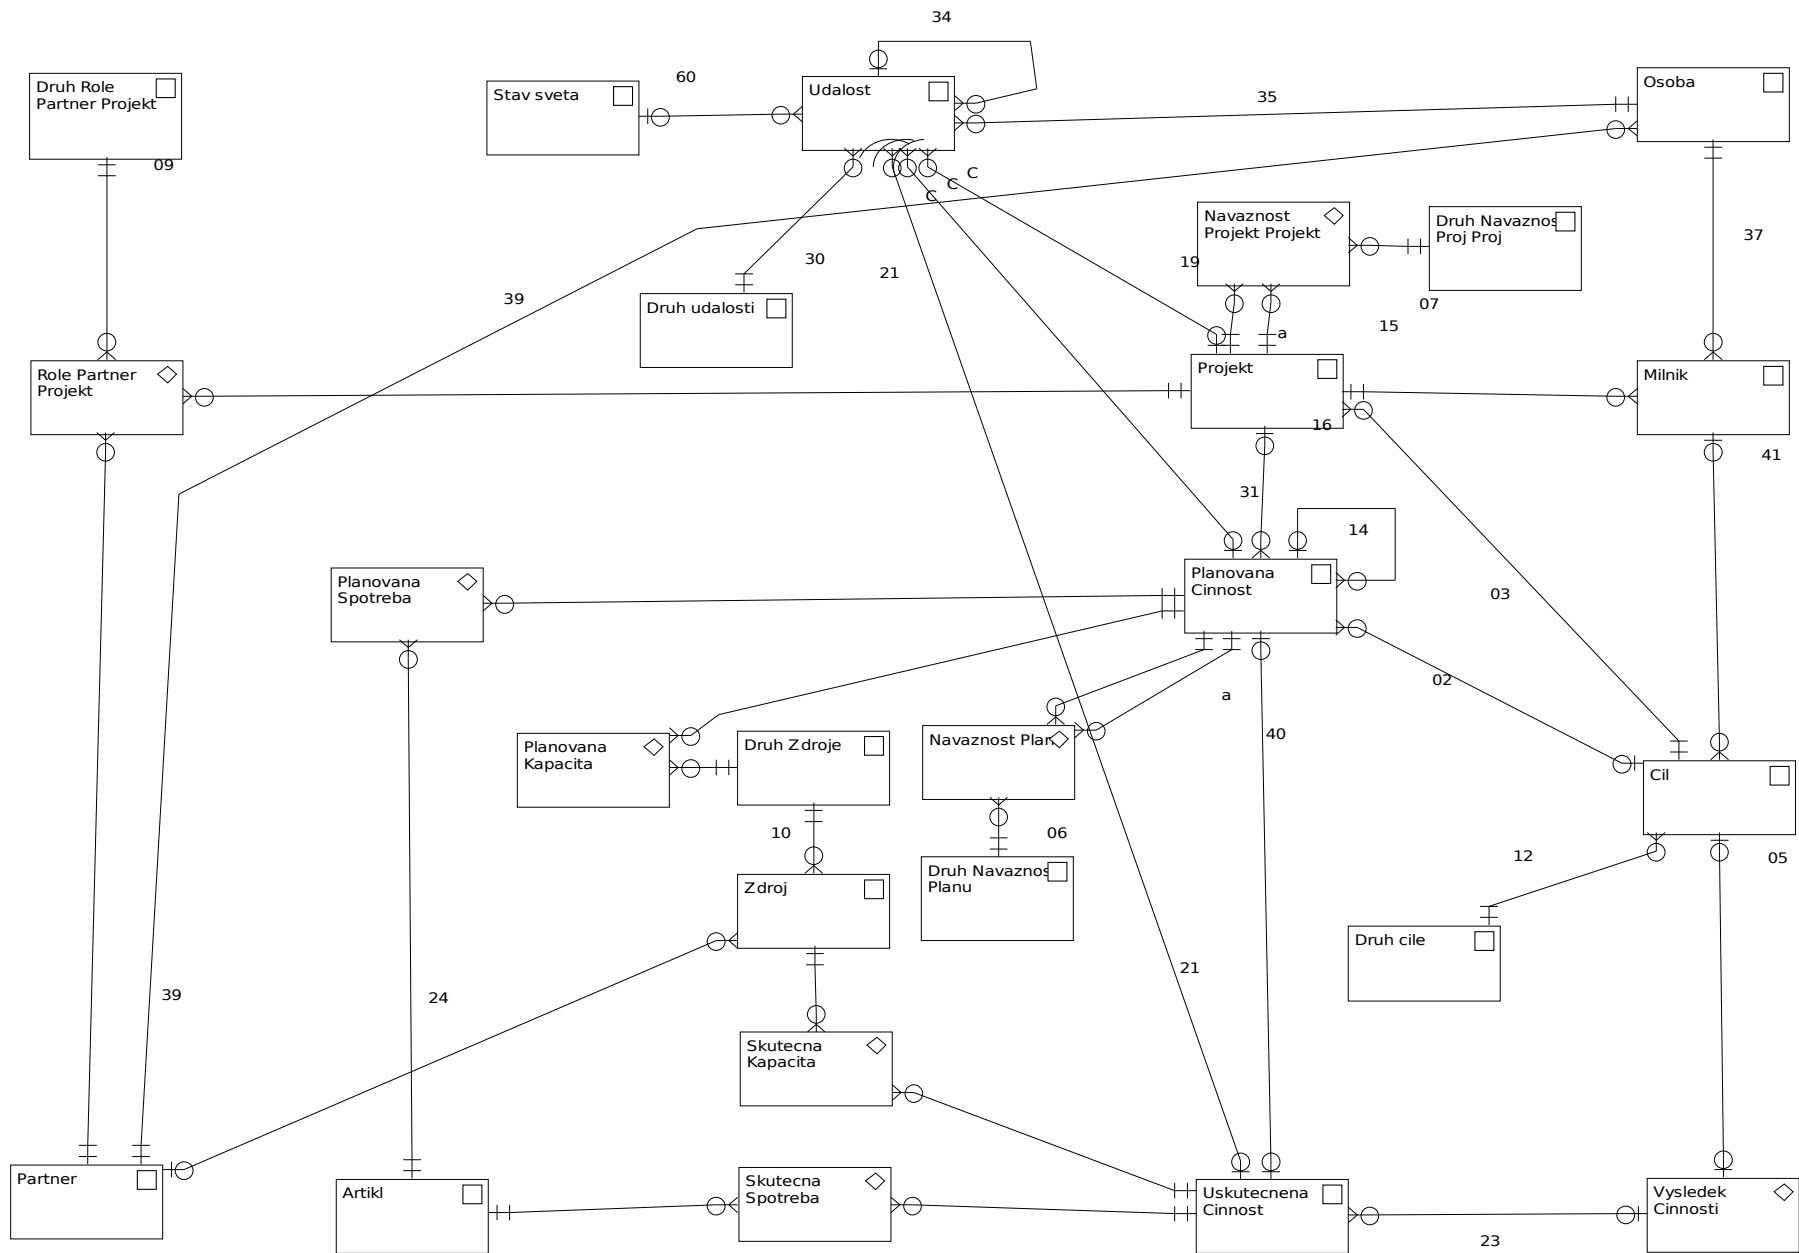 34
Druh Role
Partner Projekt
Stav sveta
60
Udalost
35
Osoba
09
C
C
C
Navaznost
Projekt Projekt
Druh Navaznos
Proj Proj
37
30
21
19
39
Druh udalosti
07
15
a
Role Partner
Projekt
Projekt
Milnik
16
41
31
14
Planovana
Spotreba
Planovana
Cinnost
03
02
a
40
Planovana
Kapacita
Druh Zdroje
Navaznost Plan
Cil
10
06
12
05
Zdroj
Druh Navaznos
Planu
Druh cile
39
24
21
Skutecna
Kapacita
Partner
Artikl
Skutecna
Spotreba
Uskutecnena
Cinnost
Vysledek
Cinnosti
23